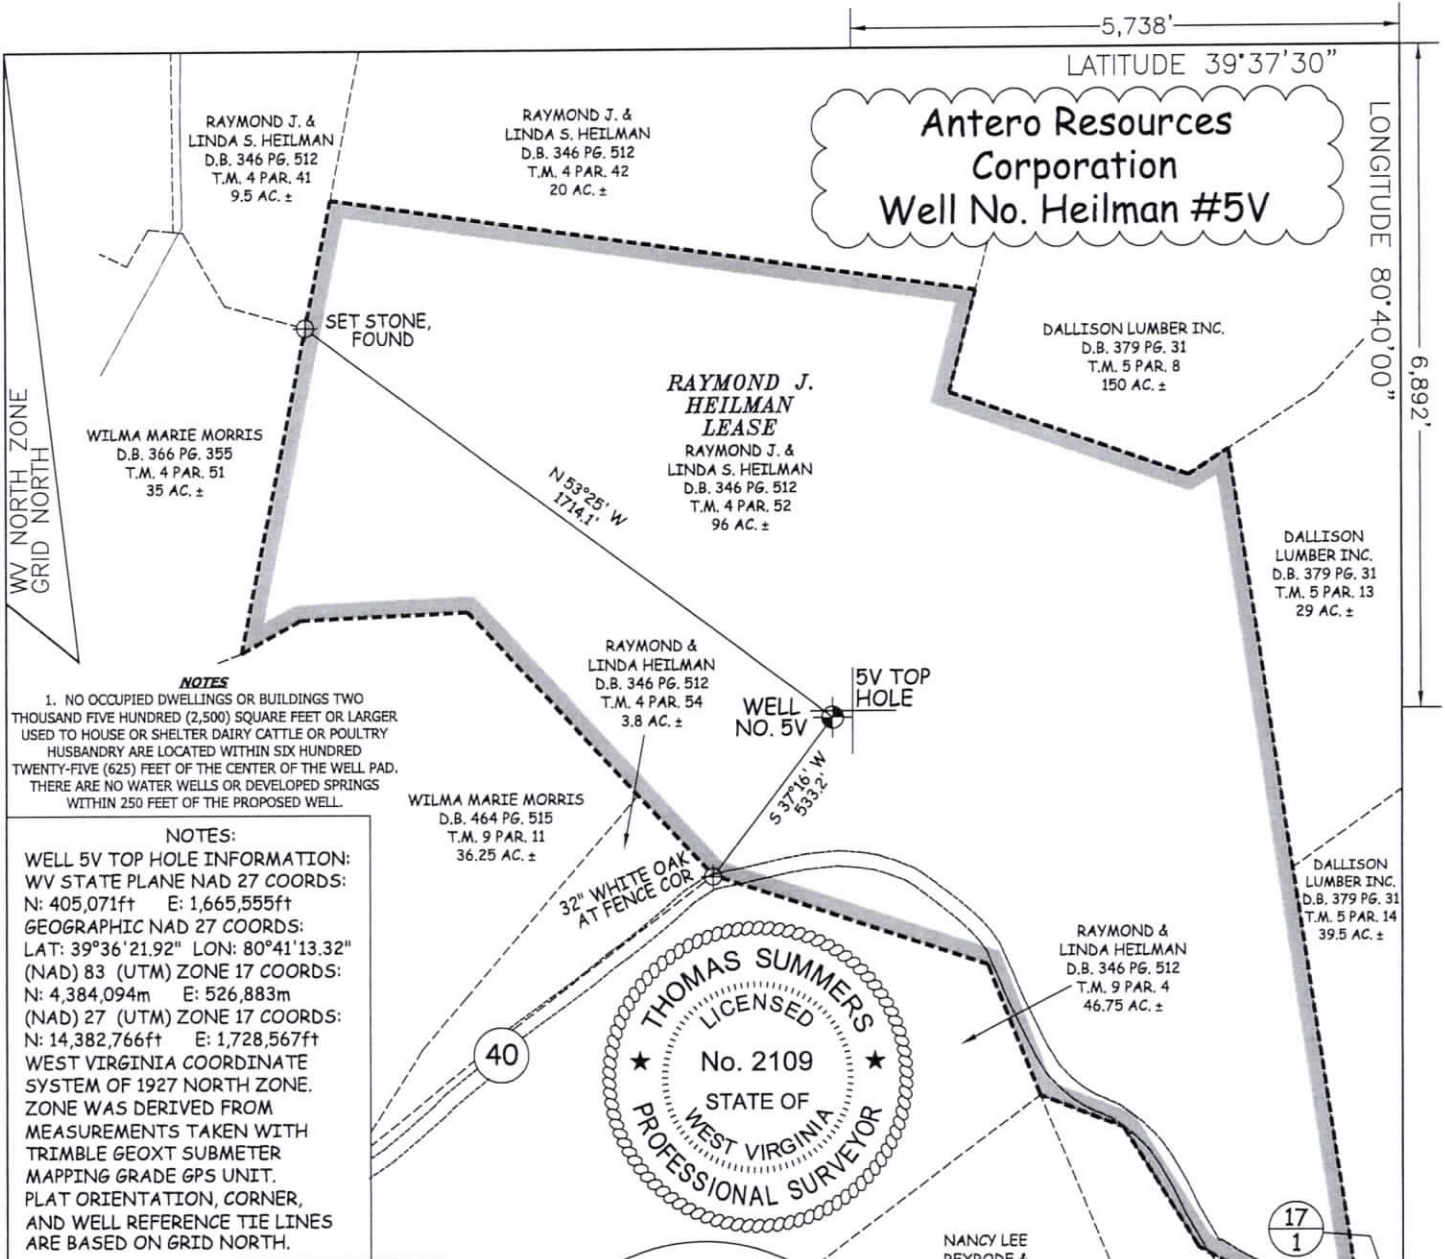 5,738'
LATITUDE 39°37'30"
Antero Resources
Corporation
Well No. Heilman #5V
LONGITUDE 80°40'00"
6,892'
RAYMOND J. &
LINDA S. HEILMAN
D.B. 346 PG. 512
T.M. 4 PAR. 41
9.5 AC. ±
RAYMOND J. &
LINDA S. HEILMAN
D.B. 346 PG. 512
T.M. 4 PAR. 42
20 AC. ±
SET STONE,
FOUND
DALLISON LUMBER INC.
D.B. 379 PG. 31
T.M. 5 PAR. 8
150 AC. ±
RAYMOND J.
HEILMAN
LEASE
RAYMOND J. &
LINDA S. HEILMAN
D.B. 346 PG. 512
T.M. 4 PAR. 52
96 AC. ±
WV NORTH ZONE
GRID NORTH
WILMA MARIE MORRIS
D.B. 366 PG. 355
T.M. 4 PAR. 51
35 AC. ±
N 53°25' W
1714.1'
DALLISON
LUMBER INC.
D.B. 379 PG. 31
T.M. 5 PAR. 13
29 AC. ±
RAYMOND &
LINDA HEILMAN
D.B. 346 PG. 512
T.M. 4 PAR. 54
3.8 AC. ±
5V TOP
HOLE
WELL
NO. 5V
S 37°16' W
533.2'
NOTES
1. NO OCCUPIED DWELLINGS OR BUILDINGS TWO
THOUSAND FIVE HUNDRED (2,500) SQUARE FEET OR LARGER
USED TO HOUSE OR SHELTER DAIRY CATTLE OR POULTRY
HUSBANDRY ARE LOCATED WITHIN SIX HUNDRED
TWENTY-FIVE (625) FEET OF THE CENTER OF THE WELL PAD.
THERE ARE NO WATER WELLS OR DEVELOPED SPRINGS
WITHIN 250 FEET OF THE PROPOSED WELL.
WILMA MARIE MORRIS
D.B. 464 PG. 515
T.M. 9 PAR. 11
36.25 AC. ±
32" WHITE OAK
AT FENCE COR
DALLISON
LUMBER INC.
D.B. 379 PG. 31
T.M. 5 PAR. 14
39.5 AC. ±
RAYMOND &
LINDA HEILMAN
D.B. 346 PG. 512
T.M. 9 PAR. 4
46.75 AC. ±
NOTES:
WELL 5V TOP HOLE INFORMATION:
WV STATE PLANE NAD 27 COORDS:
N: 405,071ft E: 1,665,555ft
GEOGRAPHIC NAD 27 COORDS:
LAT: 39°36'21.92" LON: 80°41'13.32"
(NAD) 83 (UTM) ZONE 17 COORDS:
N: 4,384,094m E: 526,883m
(NAD) 27 (UTM) ZONE 17 COORDS:
N: 14,382,766ft E: 1,728,567ft
WEST VIRGINIA COORDINATE
SYSTEM OF 1927 NORTH ZONE.
ZONE WAS DERIVED FROM
MEASUREMENTS TAKEN WITH
TRIMBLE GEOXT SUBMETER
MAPPING GRADE GPS UNIT.
PLAT ORIENTATION, CORNER,
AND WELL REFERENCE TIE LINES
ARE BASED ON GRID NORTH.
40
THOMAS SUMMERS
LICENSED
No. 2109
STATE OF
WEST VIRGINIA
PROFESSIONAL SURVEYOR
17
1
NANCY LEE